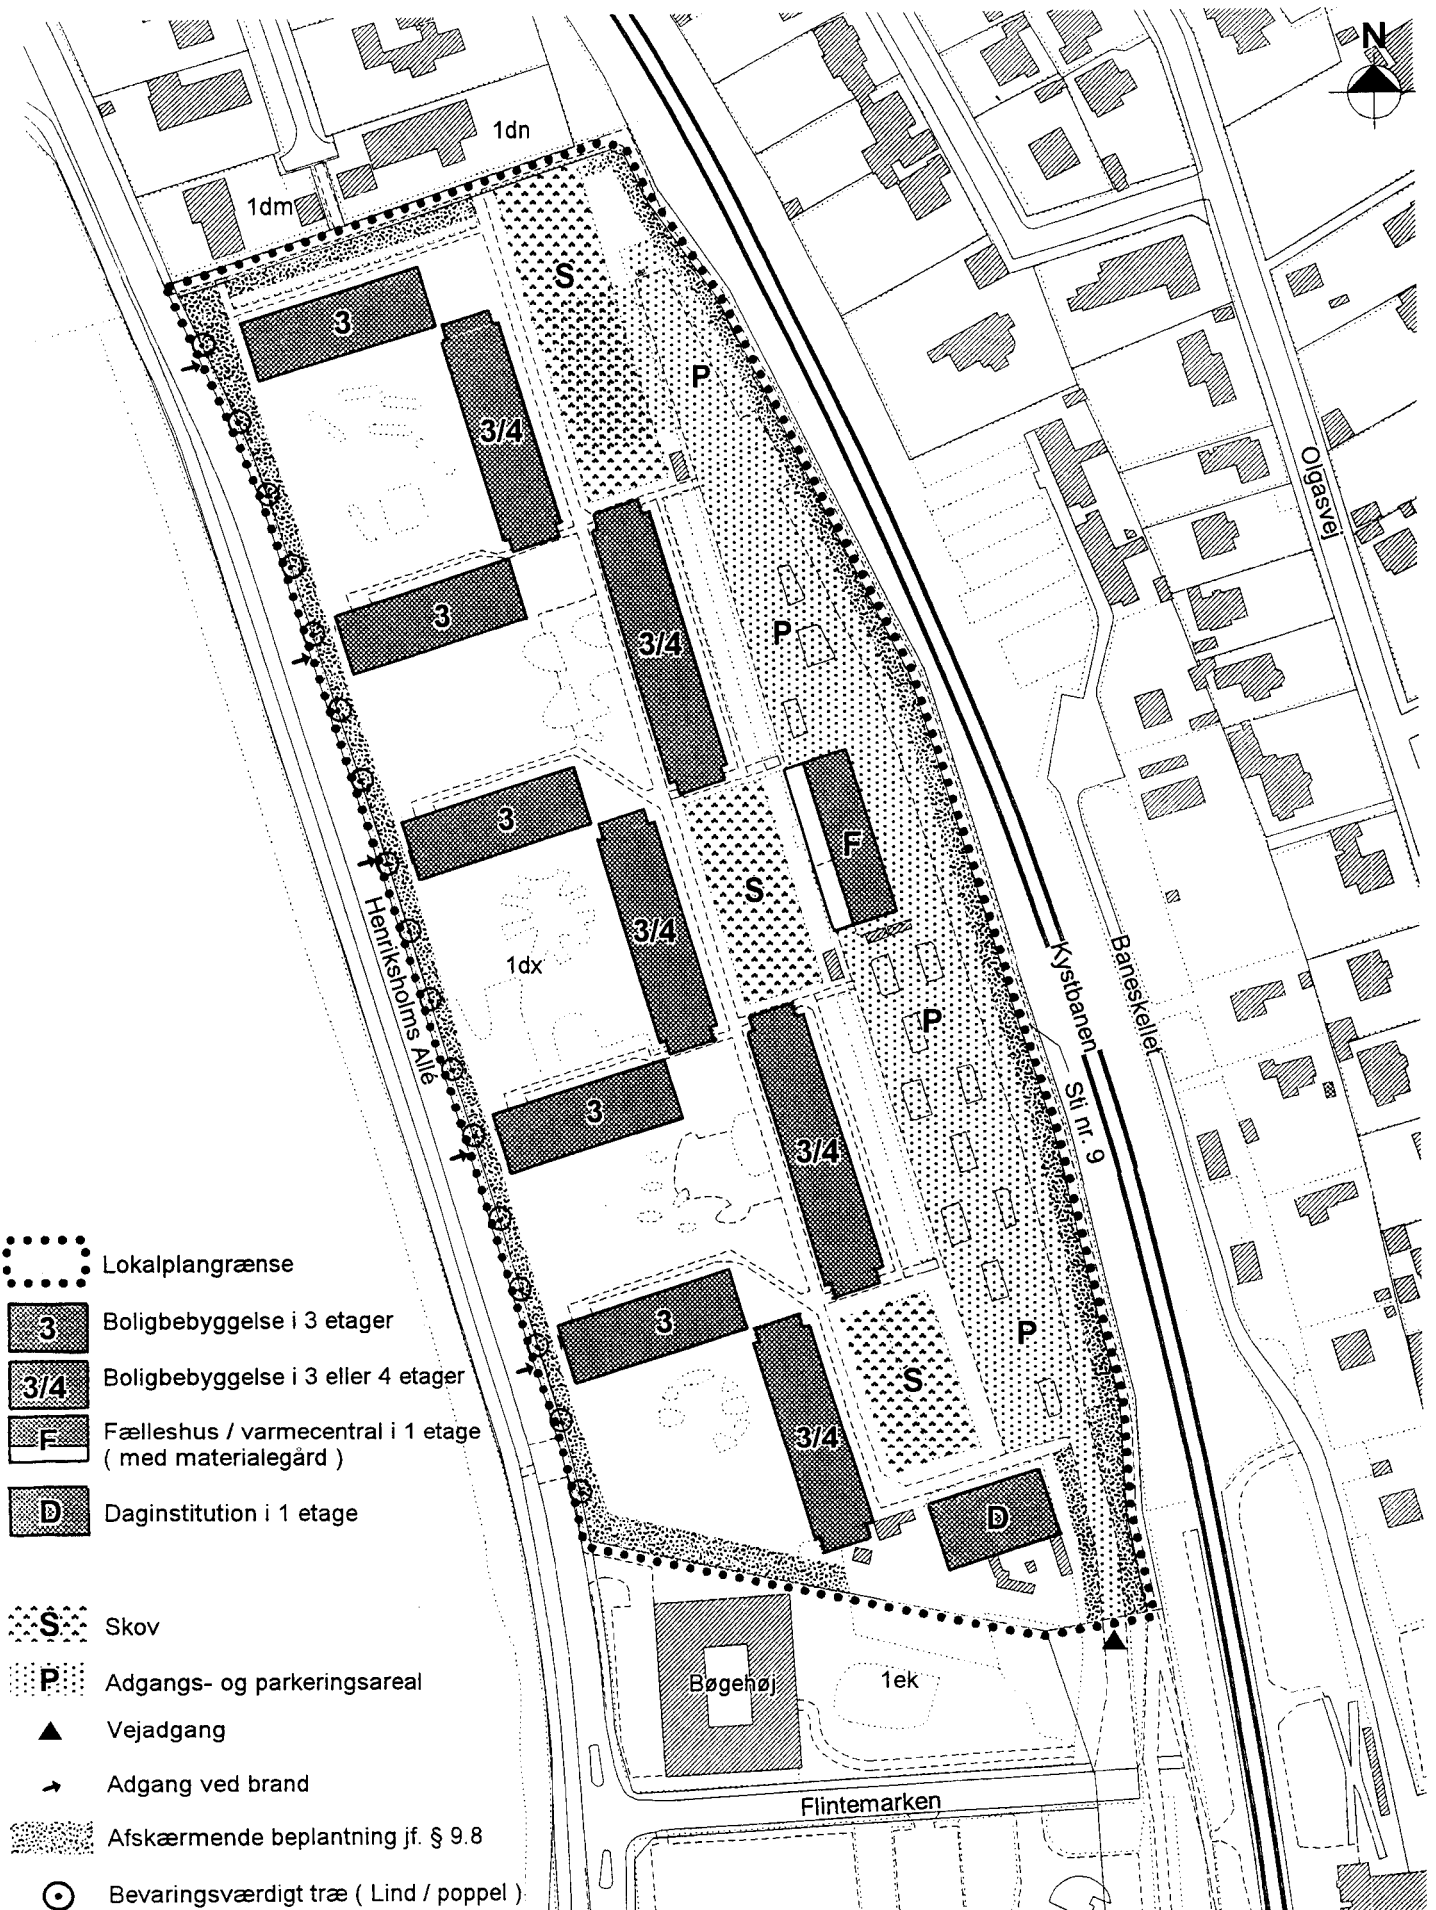 N
1dn
1dm
S
3
P
3/4
Olgasvej
3
P
3/4
3
F
S
3/4
Henriksholms Allé
1dx
Kystbanen
Baneskellet
P
Sti nr. 9
3
3/4
3
P
S
3/4
D
Lokalplangrænse
3 Boligbebyggelse i 3 etager
3/4 Boligbebyggelse i 3 eller 4 etager
F Fælleshus / varmecentral i 1 etage
( med materialegård )
D Daginstitution i 1 etage
S Skov
P Adgangs- og parkeringsareal
Vejadgang
Adgang ved brand
Afskærmende beplantning jf. § 9.8
Bevaringsværdigt træ ( Lind / poppel )
Bøgehøj
1ek
Flintemarken